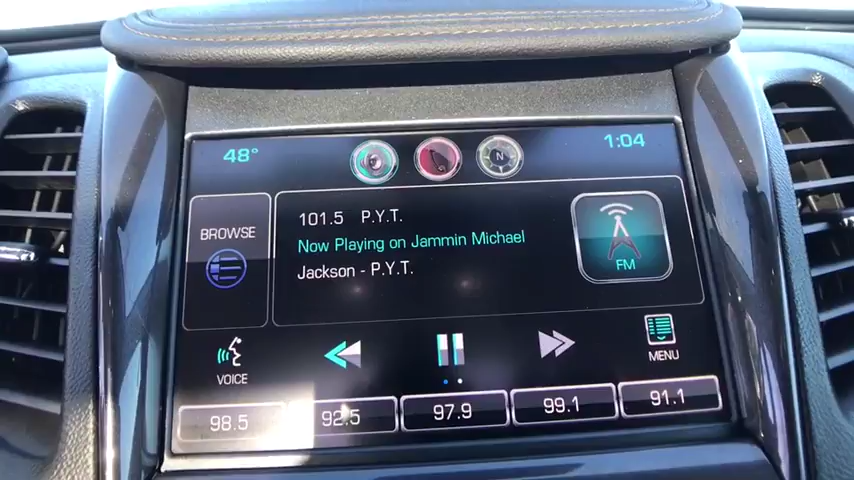 48°
N
1:04
BROWSE
101.5 P.Y.T.
Now Playing on Jammin Michael
Jackson - P.Y.T.
FM
VOICE
MENU
98.5
92.5
97.9
99.1
91.1